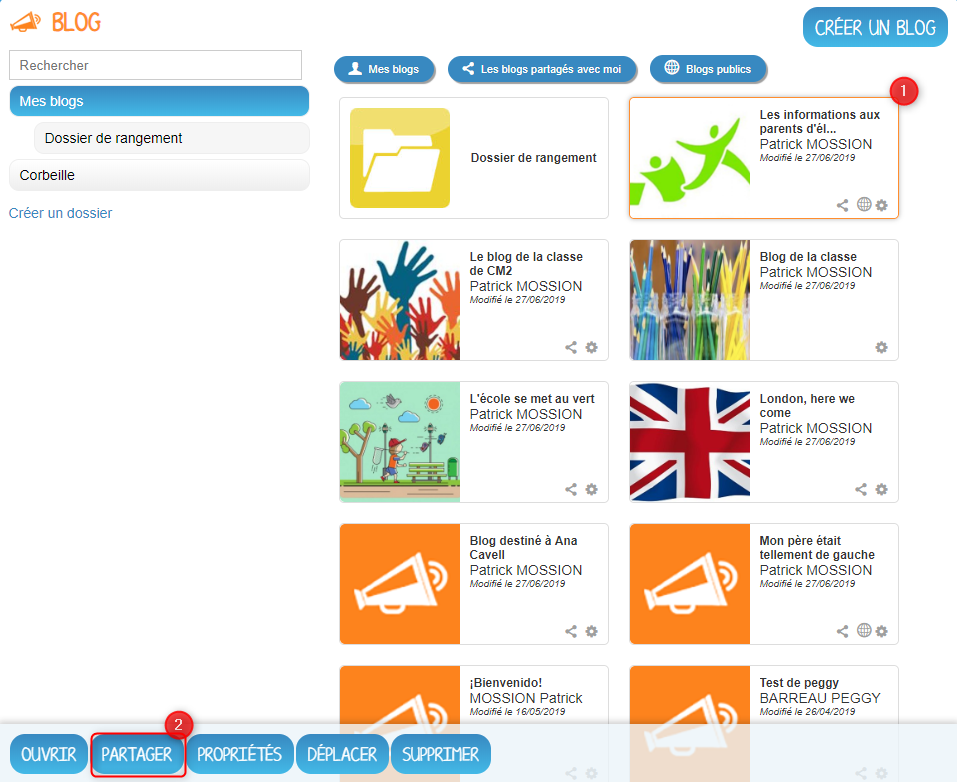 BLOG
CRÉER UN BLOG
Rechercher
Mes blogs
Dossier de rangement
Corbeille
Créer un dossier
Mes blogs
Les blogs partagés avec moi
Blogs publics
Dossier de rangement
1
Les informations aux
parents d'él...
Patrick MOSSION
Modifié le 27/06/2019
Le blog de la classe
de CM2
Patrick MOSSION
Modifié le 27/06/2019
Blog de la classe
Patrick MOSSION
Modifié le 27/06/2019
L'école se met au vert
Patrick MOSSION
Modifié le 27/06/2019
London, here we
come
Patrick MOSSION
Modifié le 27/06/2019
Blog destiné à Ana
Cavell
Patrick MOSSION
Modifié le 27/06/2019
Mon père était
tellement de gauche
Patrick MOSSION
Modifié le 27/06/2019
¡Bienvenido!
MOSSION Patrick
Modifié le 16/05/2019
Test de peggy
BARREAU PEGGY
Modifié le 26/04/2019
2
OUVRIR
PARTAGER
PROPRIÉTÉS
DÉPLACER
SUPPRIMER